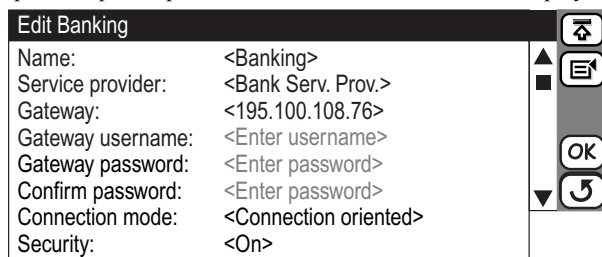 Edit Banking
Name: <Banking>
Service provider: <Bank Serv. Prov.>
Gateway: <195.100.108.76>
Gateway username: <Enter username>
Gateway password: <Enter password>
Confirm password: <Enter password>
Connection mode: <Connection oriented>
Security: <On>
OK